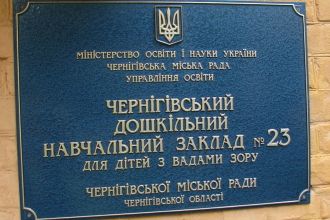 МІНІСТЕРСТВО ОСВІТИ І НАУКИ УКРАЇНИ
ЧЕРНІГІВСЬКА МІСЬКА РАДА
УПРАВЛІННЯ ОСВІТИ
ЧЕРНІГІВСЬКИЙ
ДОШКІЛЬНИЙ
НАВЧАЛЬНИЙ ЗАКЛАД №23
ДЛЯ ДІТЕЙ З ВАДАМИ ЗОРУ
ЧЕРНІГІВСЬКОЇ МІСЬКОЇ РАДИ
ЧЕРНІГІВСЬКОЇ ОБЛАСТІ